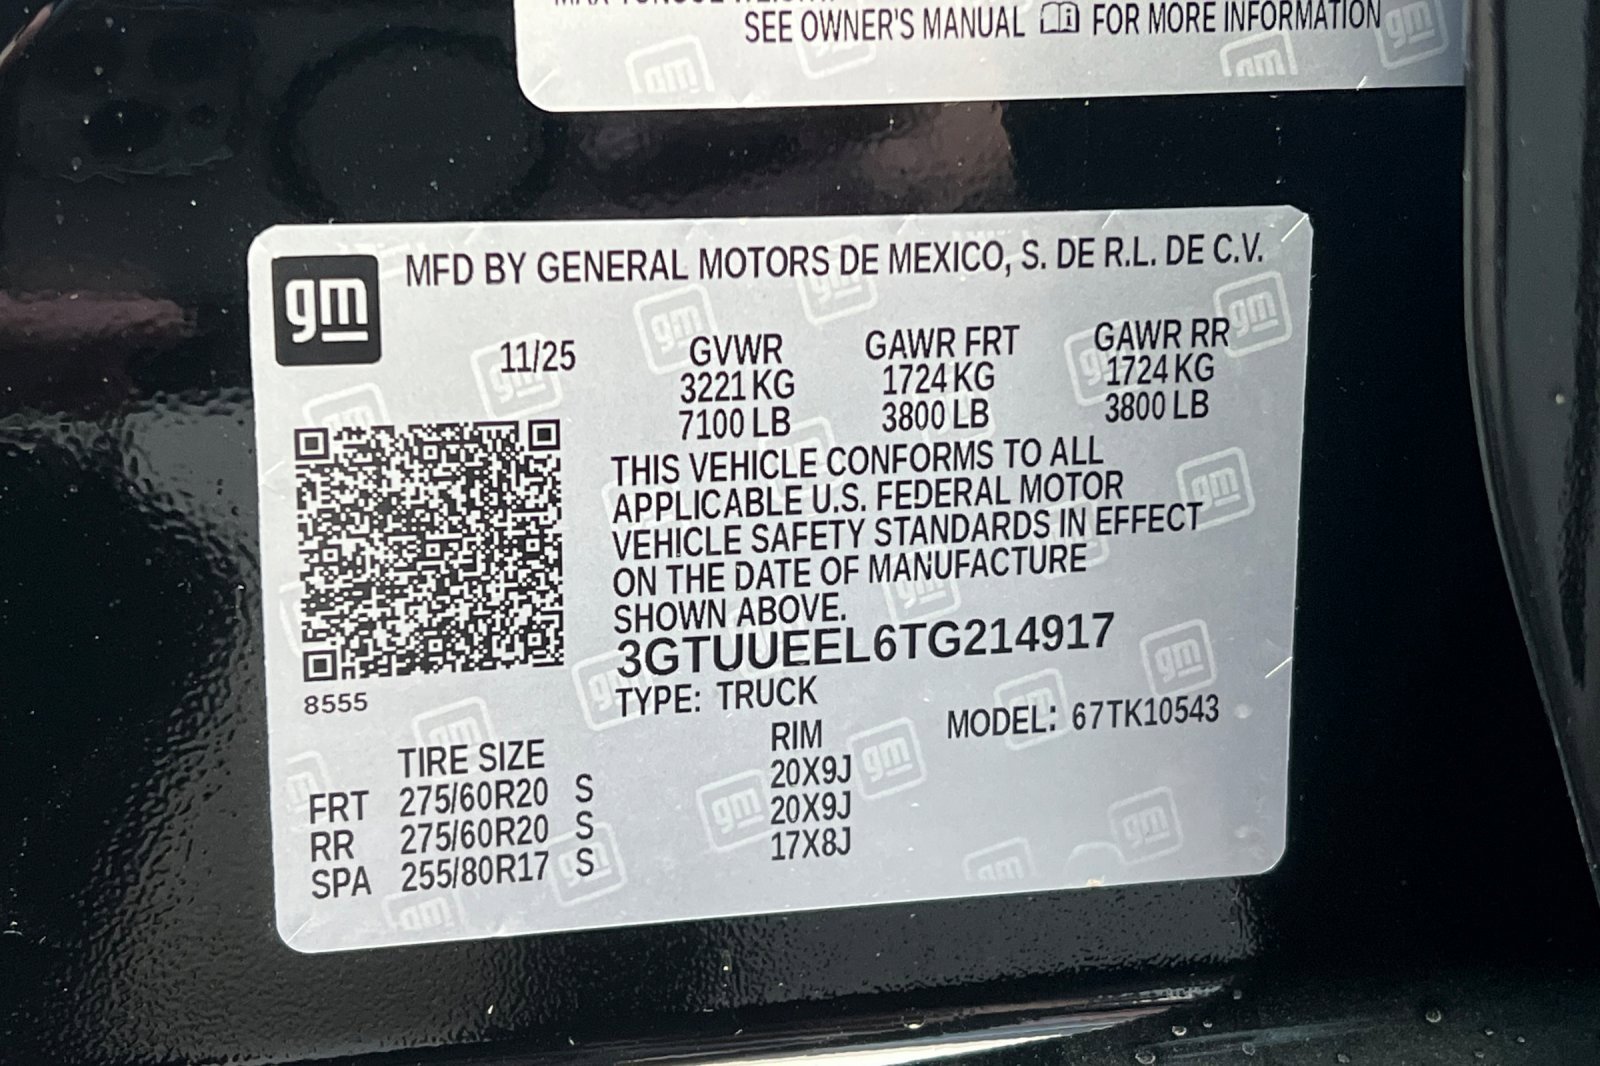 SEE OWNER'S MANUAL FOR MORE INFORMATION
gm
MFD BY GENERAL MOTORS DE MEXICO, S. DE R.L. DE C.V.
11/25 GVWR GAWR FRT GAWR RR
3221 KG 1724 KG 1724 KG
7100 LB 3800 LB 3800 LB
THIS VEHICLE CONFORMS TO ALL
APPLICABLE U.S. FEDERAL MOTOR
VEHICLE SAFETY STANDARDS IN EFFECT
ON THE DATE OF MANUFACTURE
SHOWN ABOVE.
3GTUUEEL6TG214917
8555
TYPE: TRUCK
MODEL: 67TK10543
TIRE SIZE RIM
FRT 275/60R20 S 20X9J
RR 275/60R20 S 20X9J
SPA 255/80R17 S 17X8J